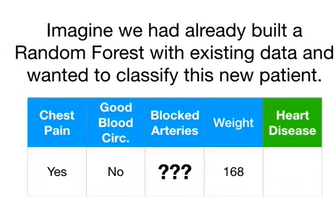 Imagine we had already built a
Random Forest with existing data and
wanted to classify this new patient.
Chest Pain Good Blood Circ. Blocked Arteries Weight Heart Disease
Yes No ??? 168